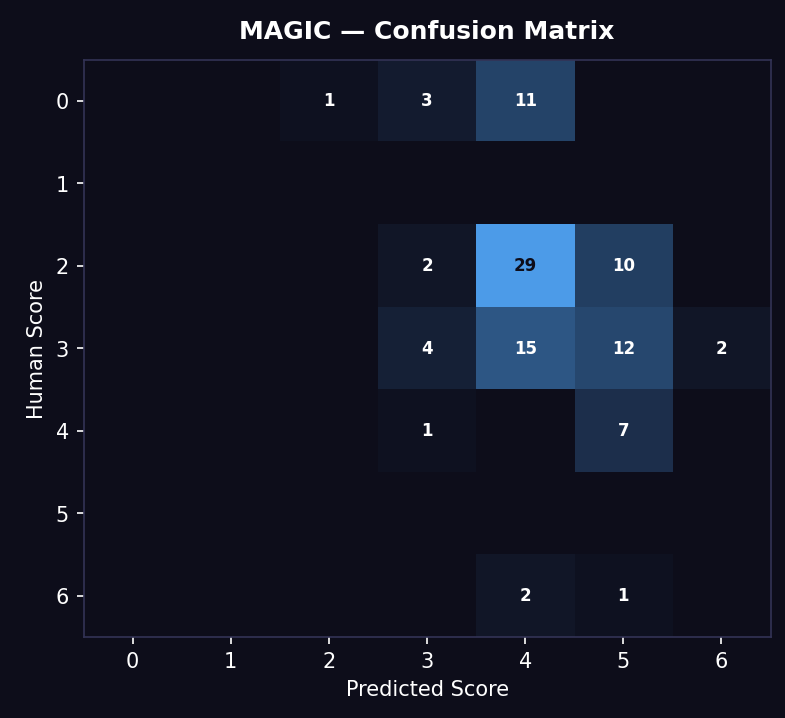 MAGIC — Confusion Matrix
0 1 3 11
1
2 2 29 10
3 4 15 12 2
4 1 7
5
6 2 1
Human Score
0 1 2 3 4 5 6
Predicted Score